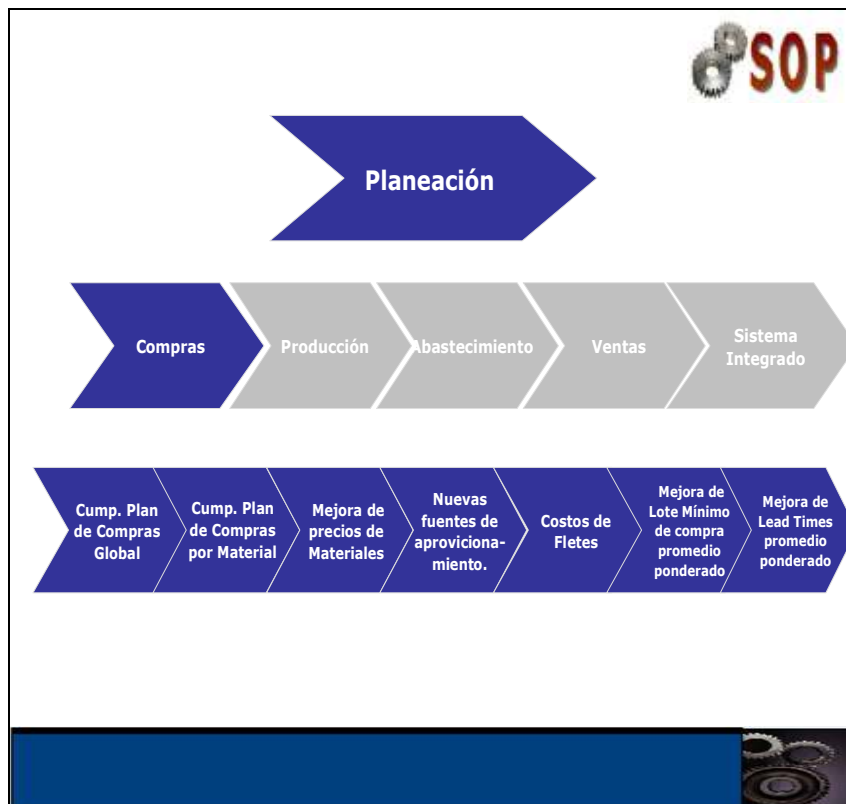 SOP
Planeación
Compras
Producción
Abastecimiento
Ventas
Sistema
Integrado
Cump. Plan
de Compras
Global
Cump. Plan
de Compras
por Material
Mejora de
precios de
Materiales
Nuevas
fuentes de
aproviciona-
miento.
Costos de
Fletes
Mejora de
Lote Mínimo
de compra
promedio
ponderado
Mejora de
Lead Times
promedio
ponderado